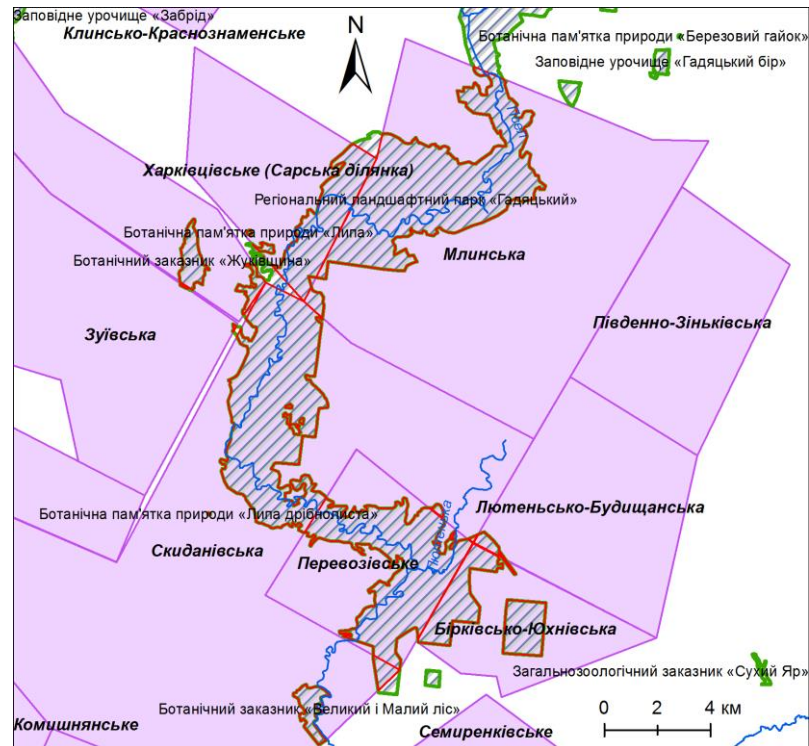 Заповідне урочище «Забрід»
Клинсько-Краснознаменське
N
Ботанічна пам'ятка природи «Березовий гайок»
Заповідне урочище «Гадяцький бір»
Псел
Харківцівське (Сарська ділянка)
Регіональний ландшафтний парк «Гадяцький»
Ботанічна пам'ятка природи «Липа»
Млинська
Ботанічний заказник «Жуківщина»
Південно-Зіньківська
Зуївська
Лютенсько-Будищанська
Ботанічна пам'ятка природи «Липа дрібнолиста»
Лютенька
Скиданівська
Перевозівське
Бірківсько-Юхнівська
Загальнозоологічний заказник «Сухий Яр»
Ботанічний заказник «Великий і Малий ліс»
0 2 4 км
Комишнянське
Семиренківське